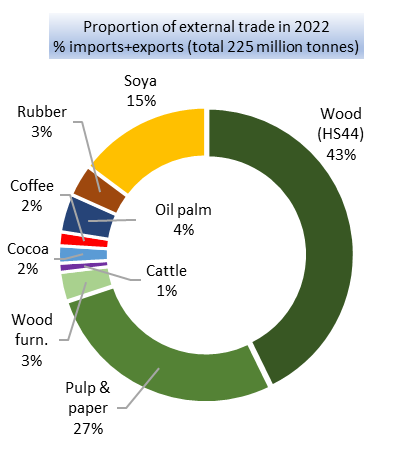 Proportion of external trade in 2022
% imports+exports (total 225 million tonnes)
Soya
15%
Wood
(HS44)
43%
Rubber
3%
Coffee
2%
Oil palm
4%
Cocoa
2%
Cattle
1%
Wood
furn.
3%
Pulp &
paper
27%